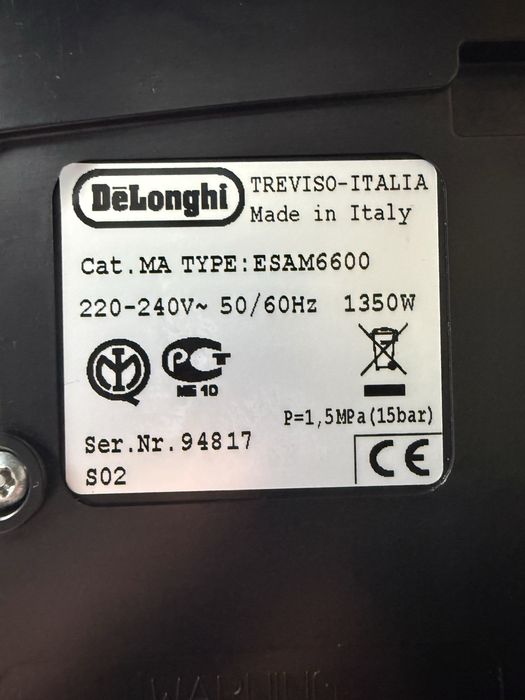 DeLonghi TREVISO-ITALIA
Made in Italy
Cat.MA TYPE:ESAM6600
220-240V~ 50/60Hz 1350W
ME 10
P=1,5MPa(15bar)
Ser.Nr.94817
S02
CE
WARNING